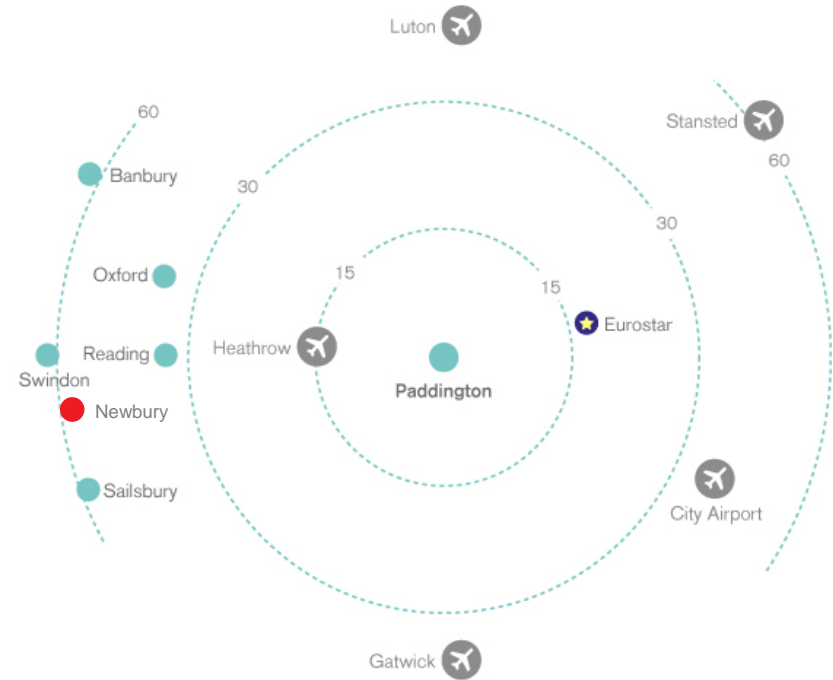 Luton
60
Stansted
60
Banbury
30
30
Oxford
15
15
Eurostar
Heathrow
Reading
Swindon
Paddington
Newbury
Sailsbury
City Airport
Gatwick